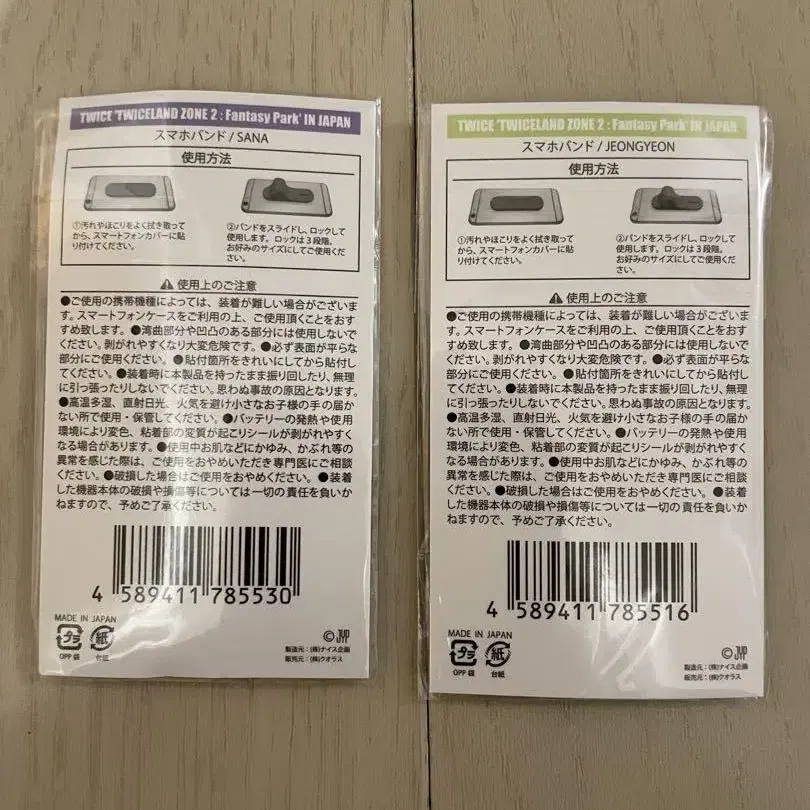 TWICE 'TWICELAND ZONE 2 : Fantasy Park' IN JAPAN
スマホバンド / SANA
使用方法
①汚れやほこりをよく拭き取って
から、スマートフォンカバーに貼
り付けてください。
②バンドをスライドし、ロックして
使用します。ロックは3段階。
お好みのサイズにしてご使用くだ
さい。
使用上のご注意
●ご使用の携帯機種によっては、装着が難しい場合がございま
す。スマートフォンケースをご利用の上、ご使用頂くことをおす
すめ致します。●湾曲部分や凹凸のある部分には使用しないで
ください。剥がれやすくなり大変危険です。●必ず表面が平らな
部分にご使用ください。●貼付箇所をきれいにしてから貼付し
てください。●装着時に本製品を持ったまま振り回したり、無理
に引っ張ったりしないでください。思わぬ事故の原因となります。
●高温多湿、直射日光、火気を避け小さなお子様の手の届か
ない所で使用・保管してください。●バッテリーの発熱や使用
環境により変色、粘着部の変質が起こりシールが剥がれやすく
なる場合があります。●使用中お肌などにかゆみ、かぶれ等の
異常を感じた際は、ご使用をおやめいただき専門医にご相談
ください。●破損した場合はご使用をおやめください。●装着
した機器本体の破損や損傷等については一切の責任を負いか
ねますので、予めご了承ください。
4 589411 785530
MADE IN JAPAN
プラ
紙
OPP 袋
台紙
© JYP
製造元：(株)ナイス企画
販売元：(株)クオラス
TWICE 'TWICELAND ZONE 2 : Fantasy Park' IN JAPAN
スマホバンド / JEONGYEON
使用方法
①汚れやほこりをよく拭き取って
から、スマートフォンカバーに貼
り付けてください。
②バンドをスライドし、ロックして
使用します。ロックは3段階。
お好みのサイズにしてご使用くだ
さい。
使用上のご注意
●ご使用の携帯機種によっては、装着が難しい場合がございま
す。スマートフォンケースをご利用の上、ご使用頂くことをおす
すめ致します。●湾曲部分や凹凸のある部分には使用しないで
ください。剥がれやすくなり大変危険です。●必ず表面が平らな
部分にご使用ください。●貼付箇所をきれいにしてから貼付し
てください。●装着時に本製品を持ったまま振り回したり、無理
に引っ張ったりしないでください。思わぬ事故の原因となります。
●高温多湿、直射日光、火気を避け小さなお子様の手の届か
ない所で使用・保管してください。●バッテリーの発熱や使用
環境により変色、粘着部の変質が起こりシールが剥がれやすく
なる場合があります。●使用中お肌などにかゆみ、かぶれ等の
異常を感じた際は、ご使用をおやめいただき専門医にご相談
ください。●破損した場合はご使用をおやめください。●装着
した機器本体の破損や損傷等については一切の責任を負いか
ねますので、予めご了承ください。
4 589411 785516
MADE IN JAPAN
プラ
紙
OPP 袋
台紙
© JYP
製造元：(株)ナイス企画
販売元：(株)クオラス